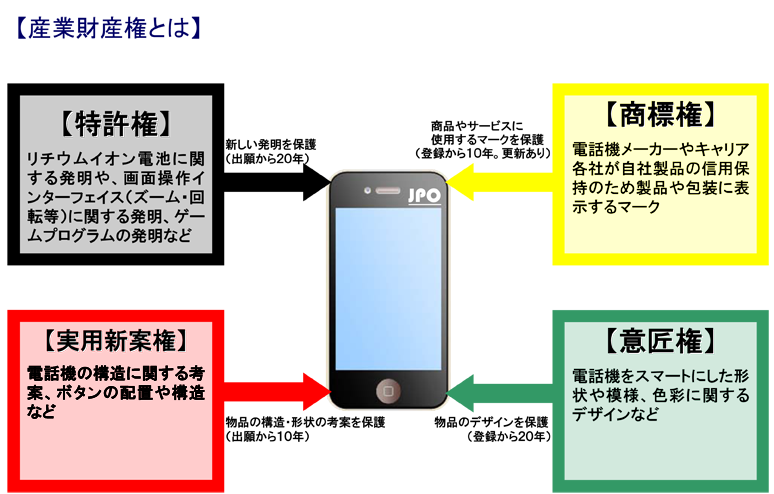 【産業財産権とは】
【特許権】
リチウムイオン電池に関
する発明や、画面操作イ
ンターフェイス(ズーム・回
転等)に関する発明、ゲー
ムプログラムの発明など
新しい発明を保護
(出願から20年)
商品やサービスに
使用するマークを保護
(登録から10年。更新あり)
【商標権】
電話機メーカーやキャリア
各社が自社製品の信用保
持のため製品や包装に表
示するマーク
JPO
【実用新案権】
電話機の構造に関する考
案、ボタンの配置や構造
など
物品の構造・形状の考案を保護
(出願から10年)
物品のデザインを保護
(登録から20年)
【意匠権】
電話機をスマートにした形
状や模様、色彩に関する
デザインなど